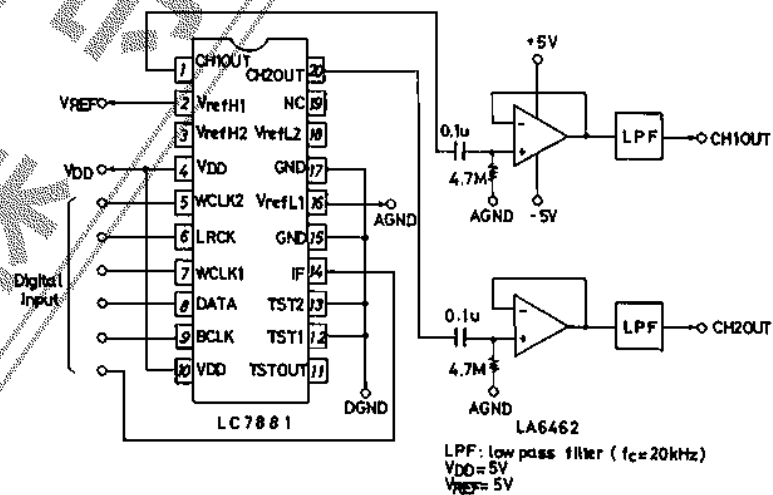 1 CH1OUT
2 VrefH1
3 VrefH2
4 VDD
5 WCLK2
6 LRCK
7 WCLK1
8 DATA
9 BCLK
10 VDD
CH2OUT 20
NC 19
VrefL2 18
GND 17
VrefL1 16
GND 15
IF 14
TST2 13
TST1 12
TSTOUT 11
VREF
VDD
Digital
Input
LC7881
AGND
DGND
+5V
-
+
0.1u
4.7M
AGND
-5V
LPF
CH1OUT
-
+
0.1u
4.7M
AGND
LPF
CH2OUT
LA6462
LPF: low pass filter (fc=20kHz)
VDD=5V
VREF=5V